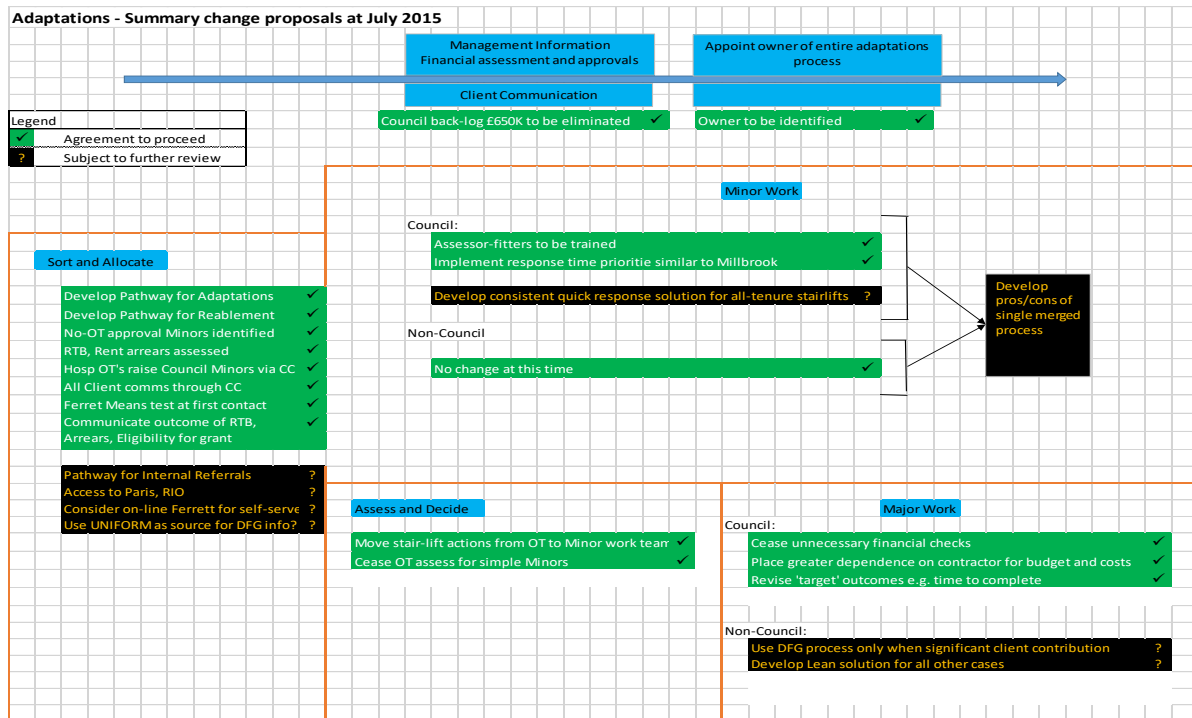 Adaptations - Summary change proposals at July 2015
Management Information
Financial assessment and approvals
Appoint owner of entire adaptations
process
Client Communication
Council back-log £650K to be eliminated ✓
Owner to be identified ✓
Legend
✓ Agreement to proceed
? Subject to further review
Minor Work
Council:
Assessor-fitters to be trained ✓
Implement response time prioritie similar to Millbrook ✓
Develop consistent quick response solution for all-tenure stairlifts ?
Non-Council
No change at this time ✓
Develop
pros/cons of
single merged
process
Sort and Allocate
Develop Pathway for Adaptations ✓
Develop Pathway for Reablement ✓
No-OT approval Minors identified ✓
RTB, Rent arrears assessed ✓
Hosp OT's raise Council Minors via CC ✓
All Client comms through CC ✓
Ferret Means test at first contact ✓
Communicate outcome of RTB, ✓
Arrears, Eligibility for grant
Pathway for Internal Referrals ?
Access to Paris, RIO ?
Consider on-line Ferrett for self-serve ?
Use UNIFORM as source for DFG info? ?
Assess and Decide
Move stair-lift actions from OT to Minor work team ✓
Cease OT assess for simple Minors ✓
Major Work
Council:
Cease unnecessary financial checks ✓
Place greater dependence on contractor for budget and costs ✓
Revise 'target' outcomes e.g. time to complete ✓
Non-Council:
Use DFG process only when significant client contribution ?
Develop Lean solution for all other cases ?